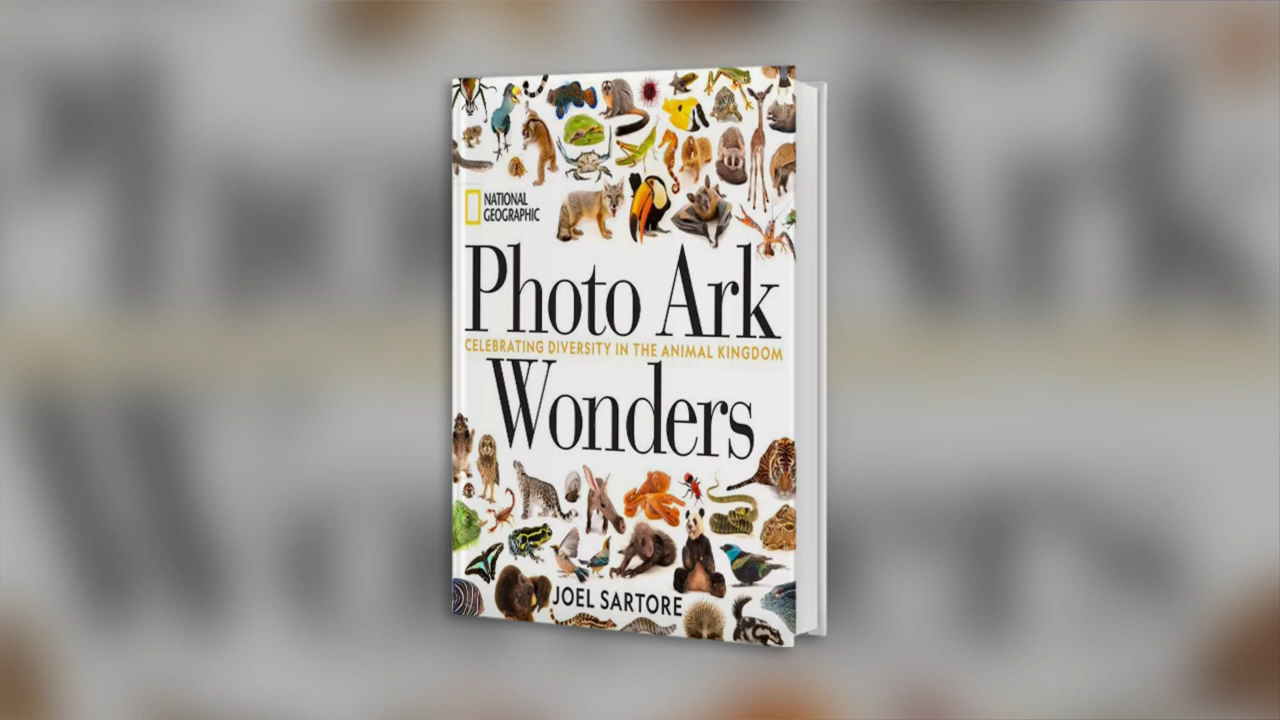 NATIONAL
GEOGRAPHIC
Photo Ark
CELEBRATING DIVERSITY IN THE ANIMAL KINGDOM
Wonders
JOEL SARTORE